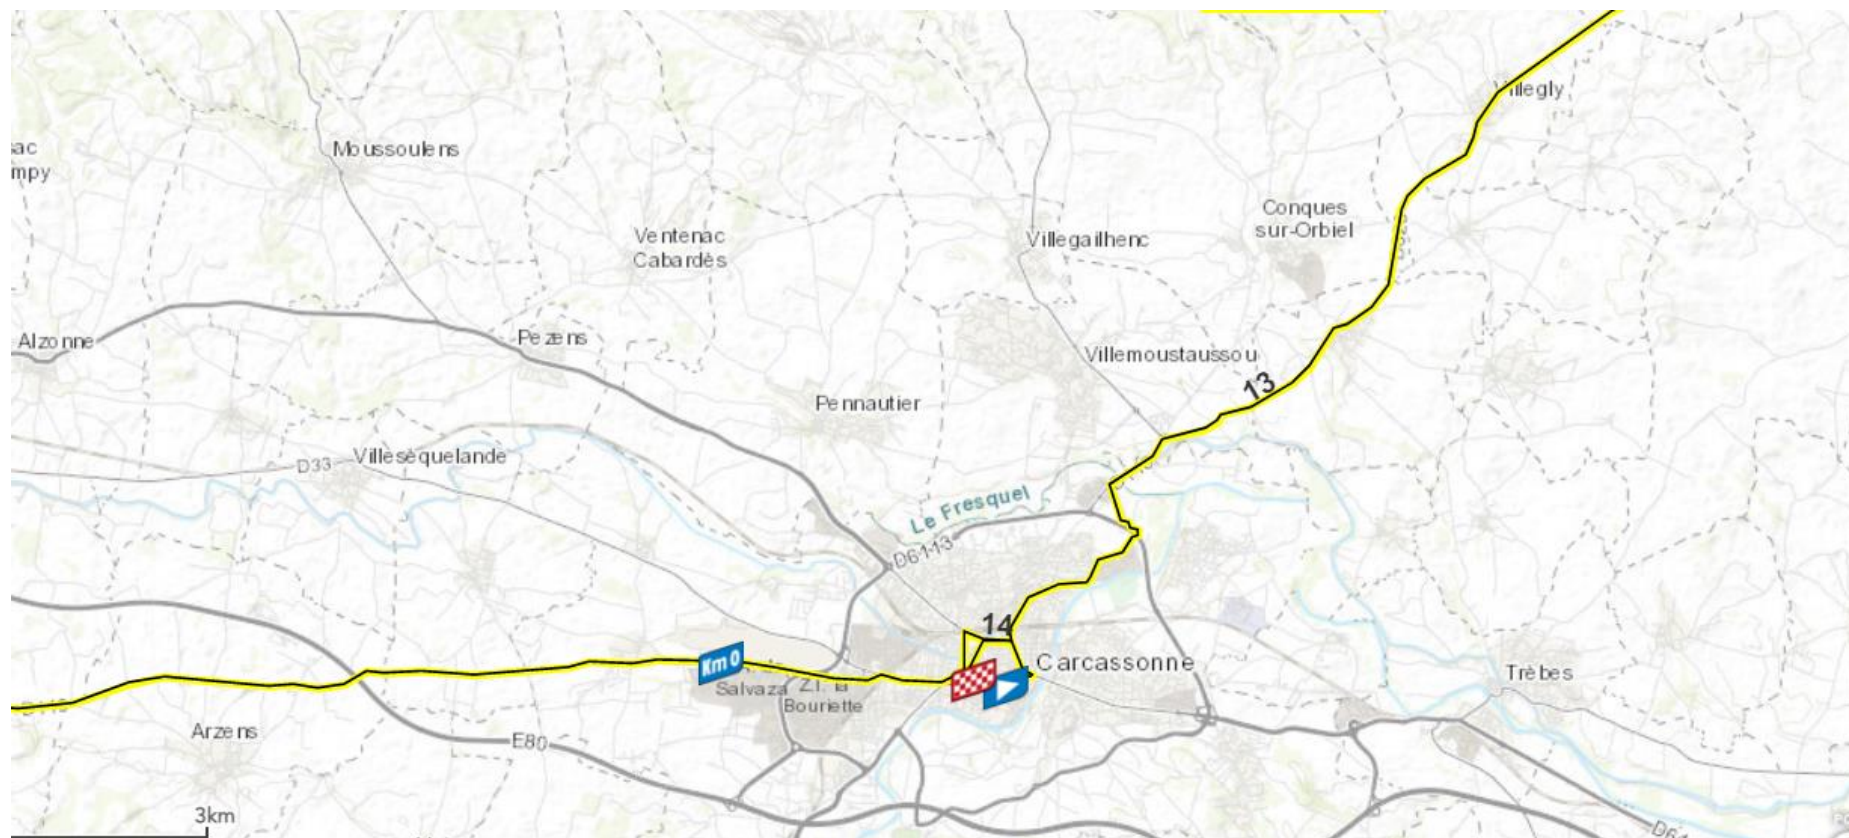 Villegly
Moussoulens
Conques
sur-Orbiel
Ventenac
Cabardès
Villegailhenc
Alzonne
Pezens
Villemoustaussou
13
Pennautier
D33
Villesèquelande
Le Fresquel
D6113
14
Km 0
Carcassonne
Salvaza
Z.I. la
Bouriette
Trèbes
Arzens
E80
3km